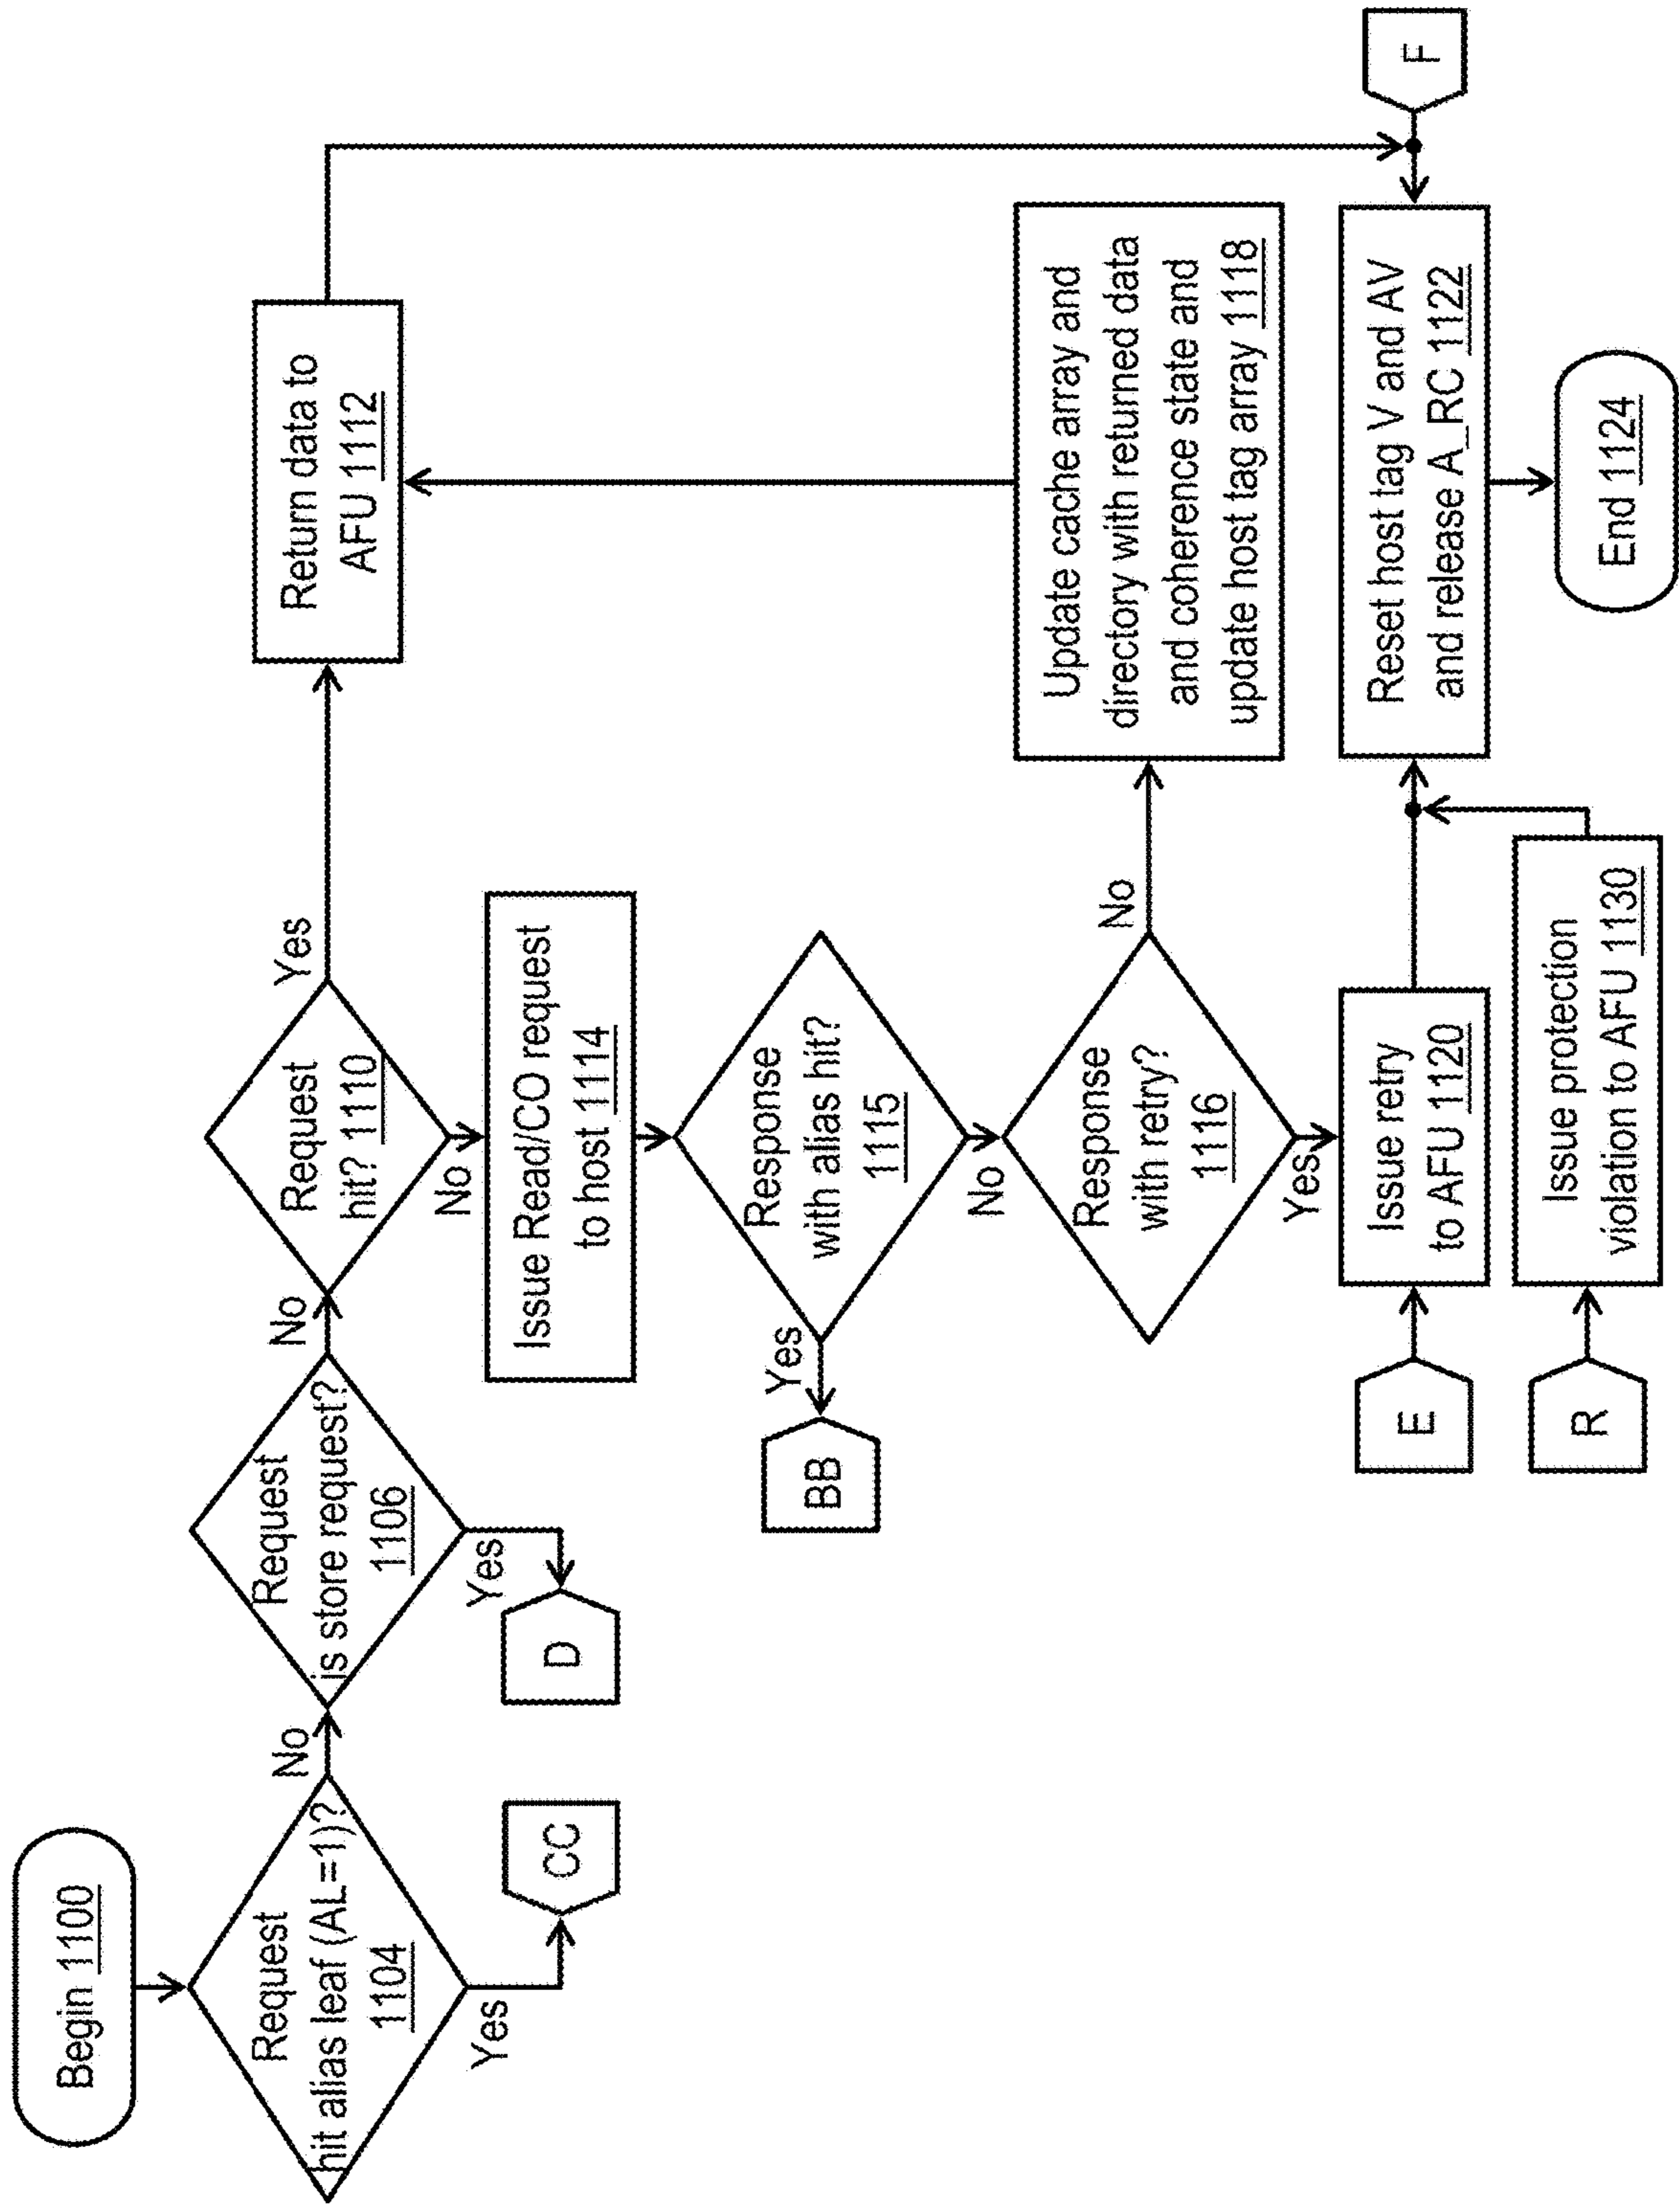 Begin 1100
Request
hit alias leaf (AL=1)?
1104
No
Yes
CC
Request
is store request?
1106
No
Yes
D
Request
hit? 1110
Yes
No
Return data to
AFU 1112
Issue Read/CO request
to host 1114
Response
with alias hit?
1115
Yes
BB
No
Response
with retry?
1116
No
Yes
Update cache array and
directory with returned data
and coherence state and
update host tag array 1118
E
Issue retry
to AFU 1120
R
Issue protection
violation to AFU 1130
Reset host tag V and AV
and release A_RC 1122
F
End 1124